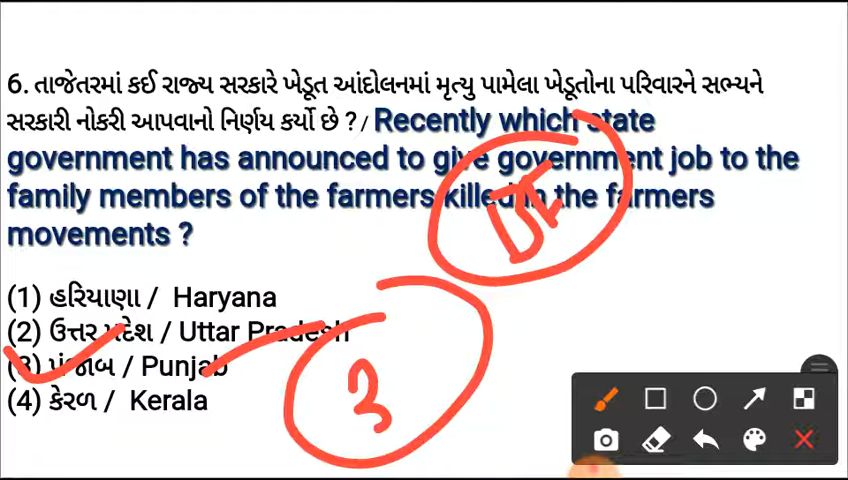 6. તાજેતરમાં કઈ રાજ્ય સરકારે ખેડૂત આંદોલનમાં મૃત્યુ પામેલા ખેડૂતોના પરિવારને સભ્યને
સરકારી નોકરી આપવાનો નિર્ણય કર્યો છે ? / Recently which state
government has announced to give government job to the
family members of the farmers killed in the farmers
movements ?
(1) હરિયાણા / Haryana
(2) ઉત્તર પ્રદેશ / Uttar Pradesh
(3) પંજાબ / Punjab
(4) કેરળ / Kerala
3